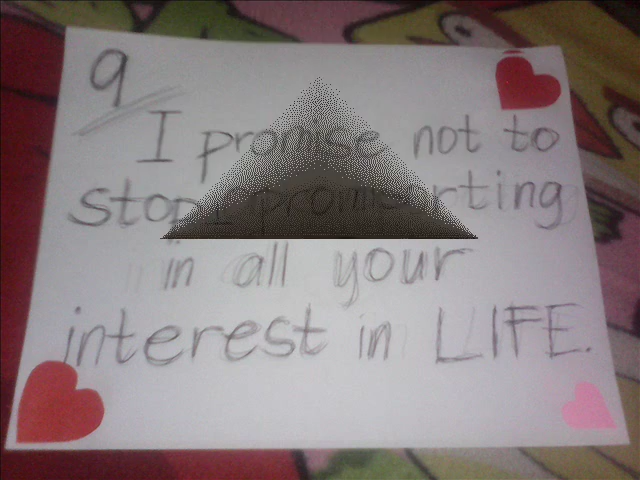 9
I promise not to
stop
in all your
interest in LIFE.